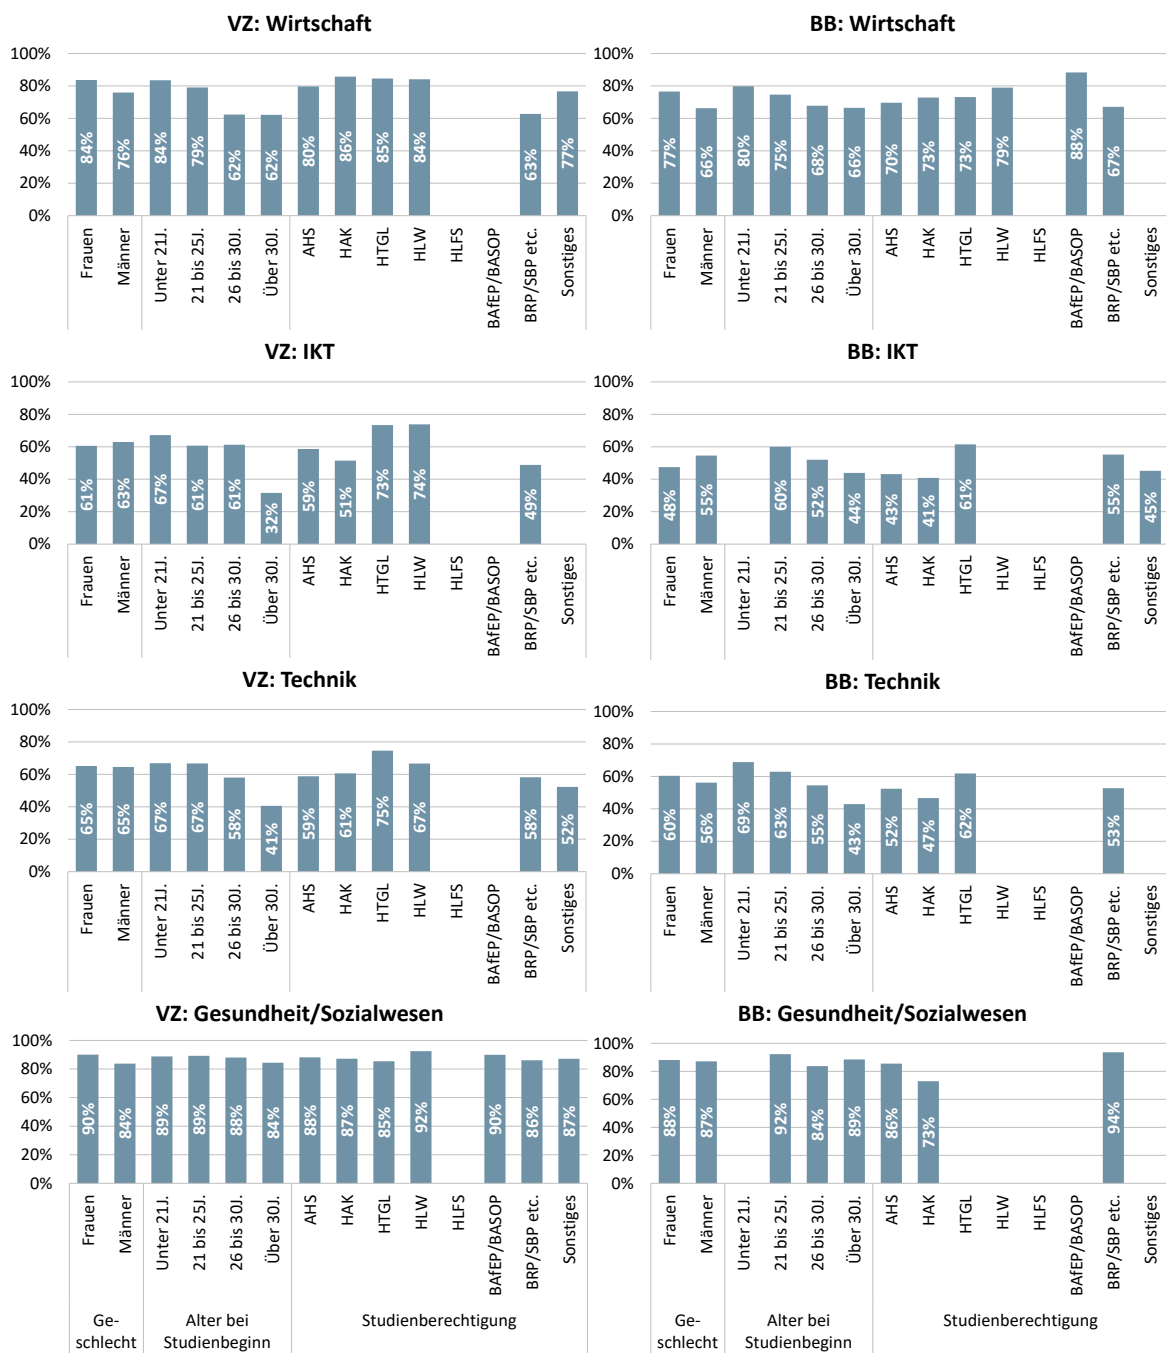 VZ: Wirtschaft
100%
80%
60%
40%
20%
0%
84%
76%
84%
79%
62%
62%
80%
86%
85%
84%
63%
77%
Frauen
Männer
Unter 21J.
21 bis 25J.
26 bis 30J.
Über 30J.
AHS
HAK
HTGL
HLW
HLFS
BAfEP/BASOP
BRP/SBP etc.
Sonstiges
BB: Wirtschaft
100%
80%
60%
40%
20%
0%
77%
66%
80%
75%
68%
66%
70%
73%
73%
79%
88%
67%
Frauen
Männer
Unter 21J.
21 bis 25J.
26 bis 30J.
Über 30J.
AHS
HAK
HTGL
HLW
HLFS
BAfEP/BASOP
BRP/SBP etc.
Sonstiges
VZ: IKT
100%
80%
60%
40%
20%
0%
61%
63%
67%
61%
61%
32%
59%
51%
73%
74%
49%
Frauen
Männer
Unter 21J.
21 bis 25J.
26 bis 30J.
Über 30J.
AHS
HAK
HTGL
HLW
HLFS
BAfEP/BASOP
BRP/SBP etc.
Sonstiges
BB: IKT
100%
80%
60%
40%
20%
0%
48%
55%
60%
52%
44%
43%
41%
61%
55%
45%
Frauen
Männer
Unter 21J.
21 bis 25J.
26 bis 30J.
Über 30J.
AHS
HAK
HTGL
HLW
HLFS
BAfEP/BASOP
BRP/SBP etc.
Sonstiges
VZ: Technik
100%
80%
60%
40%
20%
0%
65%
65%
67%
67%
58%
41%
59%
61%
75%
67%
58%
52%
Frauen
Männer
Unter 21J.
21 bis 25J.
26 bis 30J.
Über 30J.
AHS
HAK
HTGL
HLW
HLFS
BAfEP/BASOP
BRP/SBP etc.
Sonstiges
BB: Technik
100%
80%
60%
40%
20%
0%
60%
56%
69%
63%
55%
43%
52%
47%
62%
53%
Frauen
Männer
Unter 21J.
21 bis 25J.
26 bis 30J.
Über 30J.
AHS
HAK
HTGL
HLW
HLFS
BAfEP/BASOP
BRP/SBP etc.
Sonstiges
VZ: Gesundheit/Sozialwesen
100%
80%
60%
40%
20%
0%
90%
84%
89%
89%
88%
84%
88%
87%
85%
92%
90%
86%
87%
Frauen
Männer
Unter 21J.
21 bis 25J.
26 bis 30J.
Über 30J.
AHS
HAK
HTGL
HLW
HLFS
BAfEP/BASOP
BRP/SBP etc.
Sonstiges
Ge-
schlecht
Alter bei
Studienbeginn
Studienberechtigung
BB: Gesundheit/Sozialwesen
100%
80%
60%
40%
20%
0%
88%
87%
92%
84%
89%
86%
73%
94%
Frauen
Männer
Unter 21J.
21 bis 25J.
26 bis 30J.
Über 30J.
AHS
HAK
HTGL
HLW
HLFS
BAfEP/BASOP
BRP/SBP etc.
Sonstiges
Ge-
schlecht
Alter bei
Studienbeginn
Studienberechtigung